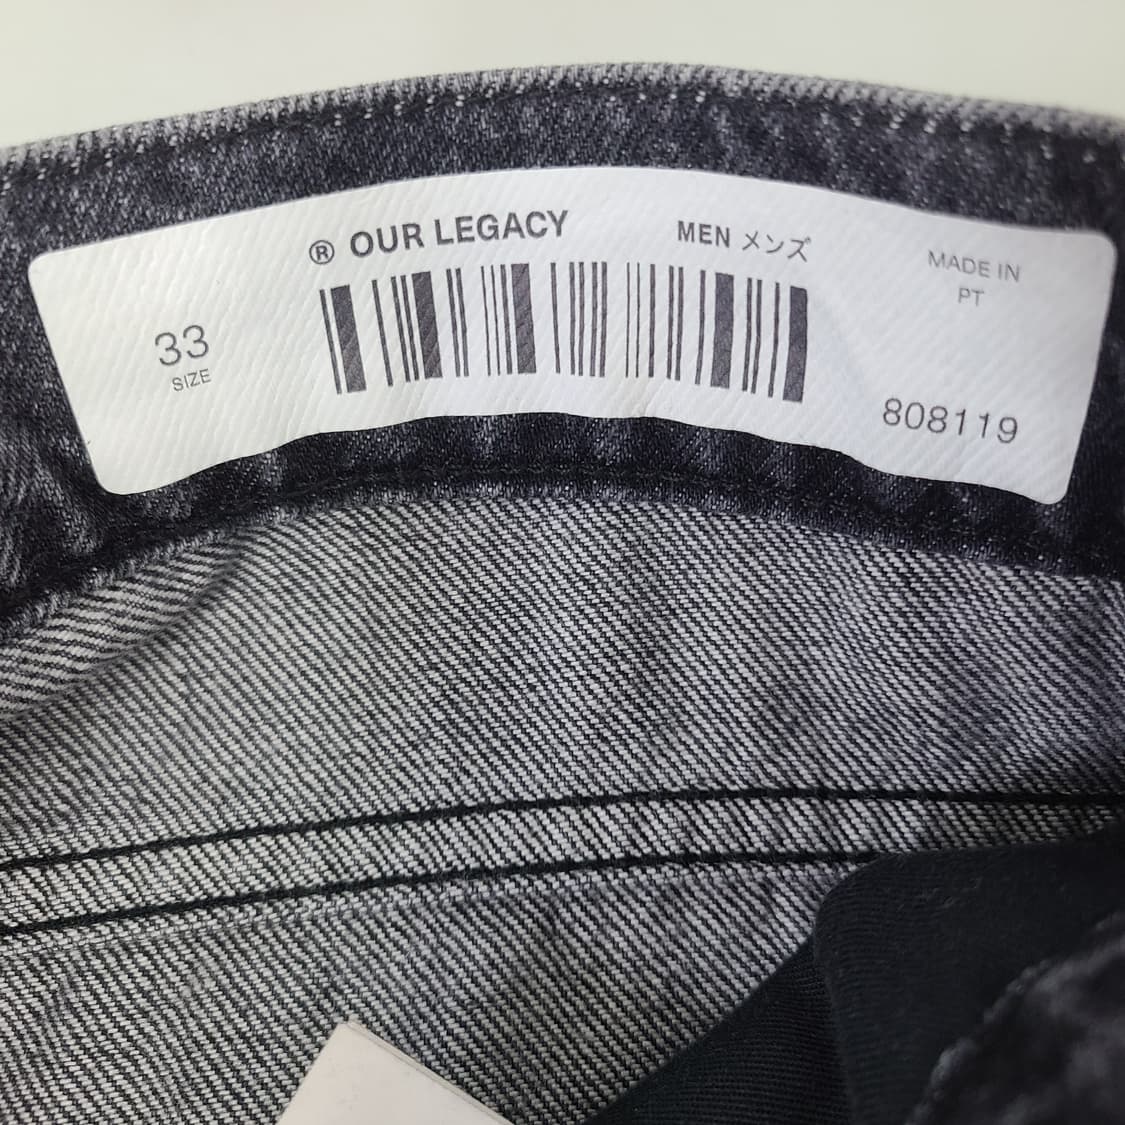 ® OUR LEGACY
MEN メンズ
MADE IN
PT
33
SIZE
808119